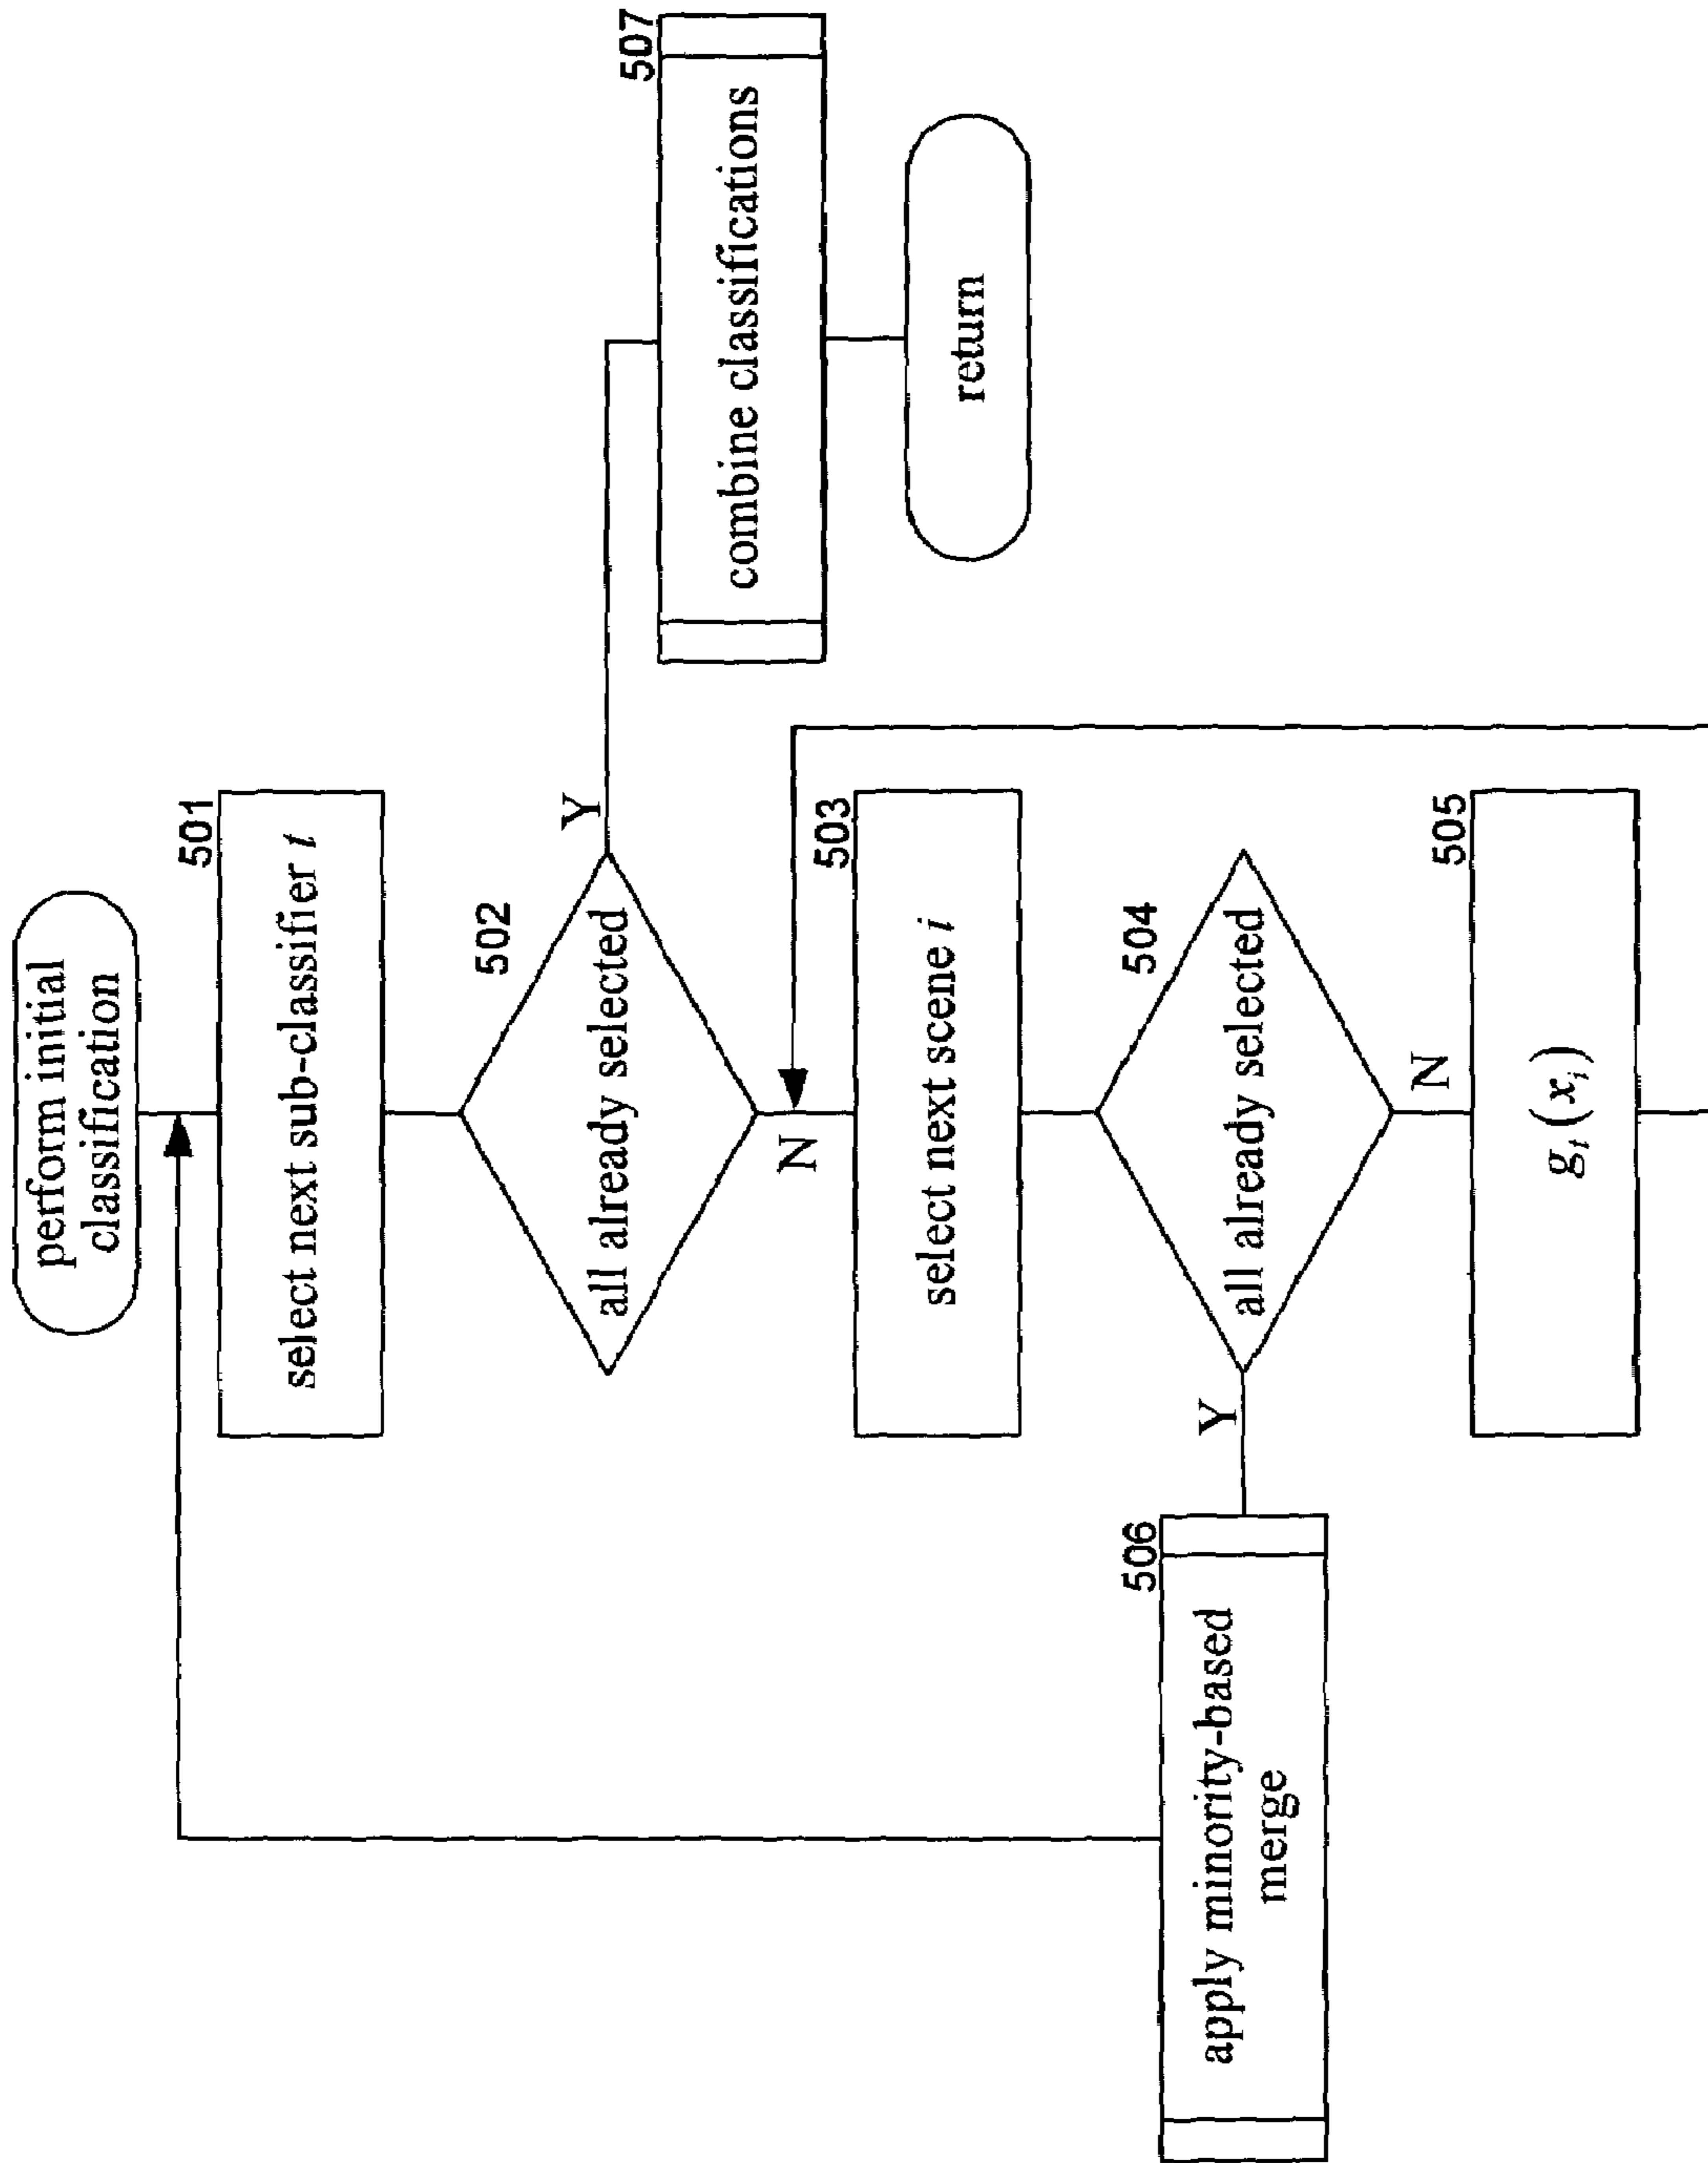 perform initial
classification
501
select next sub-classifier t
502
all already selected
Y
N
507
combine classifications
return
503
select next scene i
504
all already selected
Y
N
506
apply minority-based
merge
505
g_t (x_i)